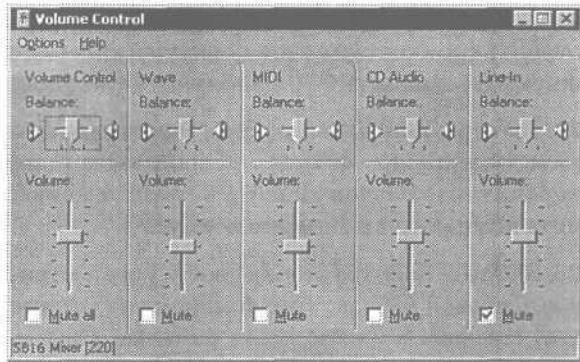 Volume Control
Options Help
Volume Control Wave MIDI CD Audio Line-In
Balance: Balance: Balance: Balance: Balance:
Volume: Volume: Volume: Volume: Volume:
Mute all Mute Mute Mute Mute
5816 Mixer [220]